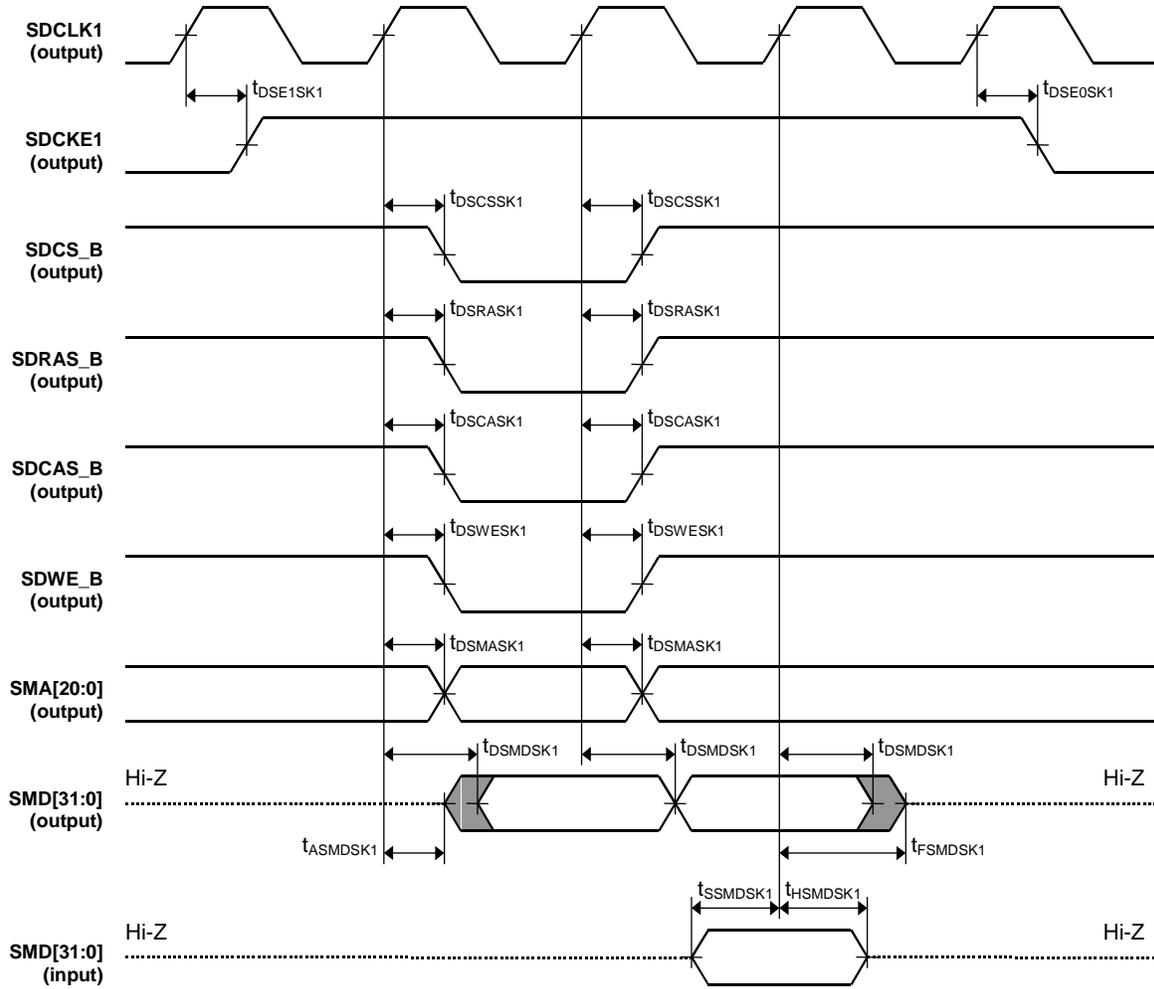 SDCLK1
(output)
tDSE1SK1
tDSE0SK1
SDCKE1
(output)
tDSCSSK1
tDSCSSK1
SDCS_B
(output)
tDSRASK1
tDSRASK1
SDRAS_B
(output)
tDSCASK1
tDSCASK1
SDCAS_B
(output)
tDSWESK1
tDSWESK1
SDWE_B
(output)
tDSMASK1
tDSMASK1
SMA[20:0]
(output)
tDSMDSK1
tDSMDSK1
tDSMDSK1
Hi-Z
Hi-Z
SMD[31:0]
(output)
tASMDSK1
tFSMDSK1
tSSMDSK1
tHSMDSK1
Hi-Z
Hi-Z
SMD[31:0]
(input)